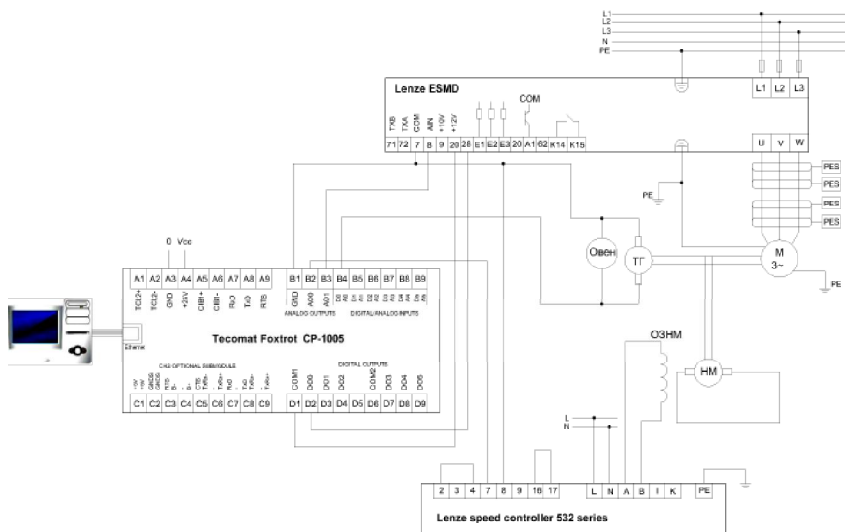 L1
L2
L3
N
PE
Lenze ESMD
L1 L2 L3
COM
TXB TXA COM AIN +10V +12V
71 72 7 8 9 20 28 E1 E2 E3 20 A1 62 K14 K15
U V W
PES
PES
PES
PES
PE
0 Vcc
Овен
ТГ
M
3~
PE
A1 A2 A3 A4 A5 A6 A7 A8 A9
B1 B2 B3 B4 B5 B6 B7 B8 B9
TCL2+ TCL2- GND +24V CIB1+ CIB1- RxD TxD RTS
GND AO0 AO1
ANALOG OUTPUTS DIGITAL/ANALOG INPUTS
Tecomat Foxtrot CP-1005
Ethernet
CH2 OPTIONAL SUBMODULE
DIGITAL OUTPUTS
COM1 DO0 DO1 DO2 COM2 DO3 DO4 DO5
C1 C2 C3 C4 C5 C6 C7 C8 C9
D1 D2 D3 D4 D5 D6 D7 D8 D9
ОЗНМ
НМ
L
N
2 3 4 7 8 9 16 17
L N A B I K
PE
Lenze speed controller 532 series